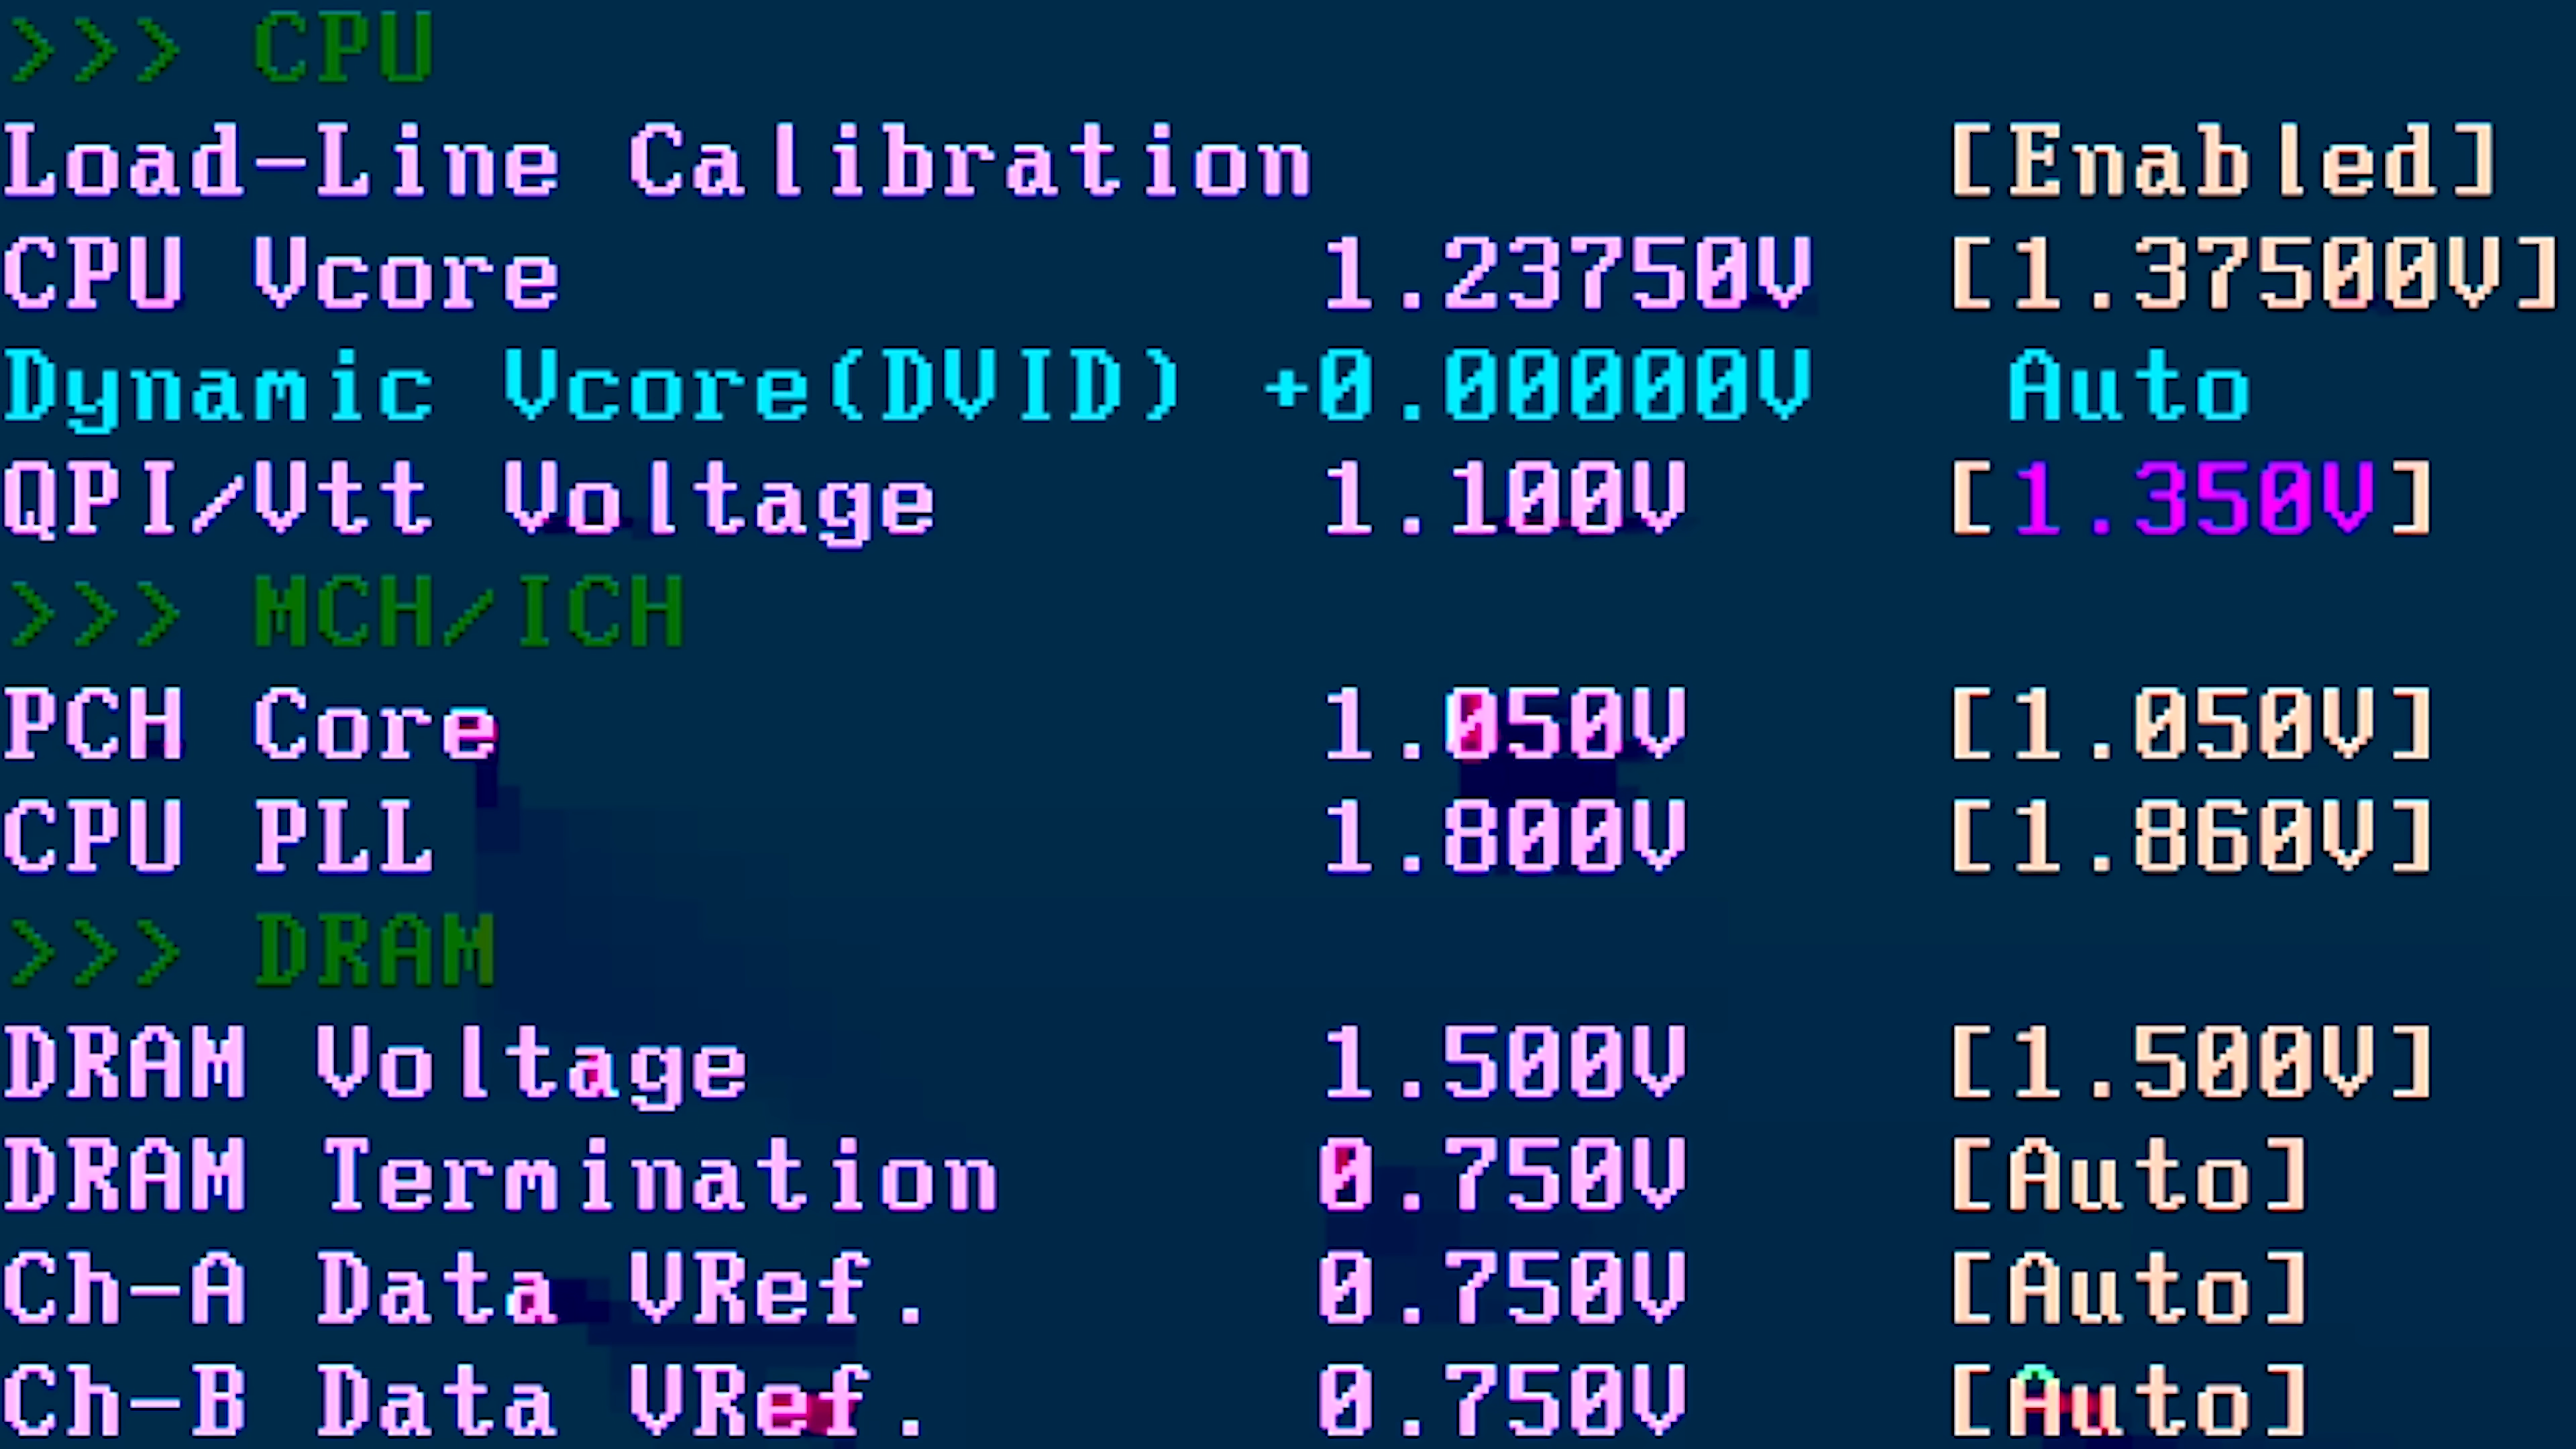 >>> CPU
Load-Line Calibration [Enabled]
CPU Vcore 1.23750V [1.37500V]
Dynamic Vcore(DVID) +0.00000V Auto
QPI/Vtt Voltage 1.100V [1.350V]
>>> MCH/ICH
PCH Core 1.050V [1.050V]
CPU PLL 1.800V [1.860V]
>>> DRAM
DRAM Voltage 1.500V [1.500V]
DRAM Termination 0.750V [Auto]
Ch-A Data VRef. 0.750V [Auto]
Ch-B Data VRef. 0.750V [Auto]